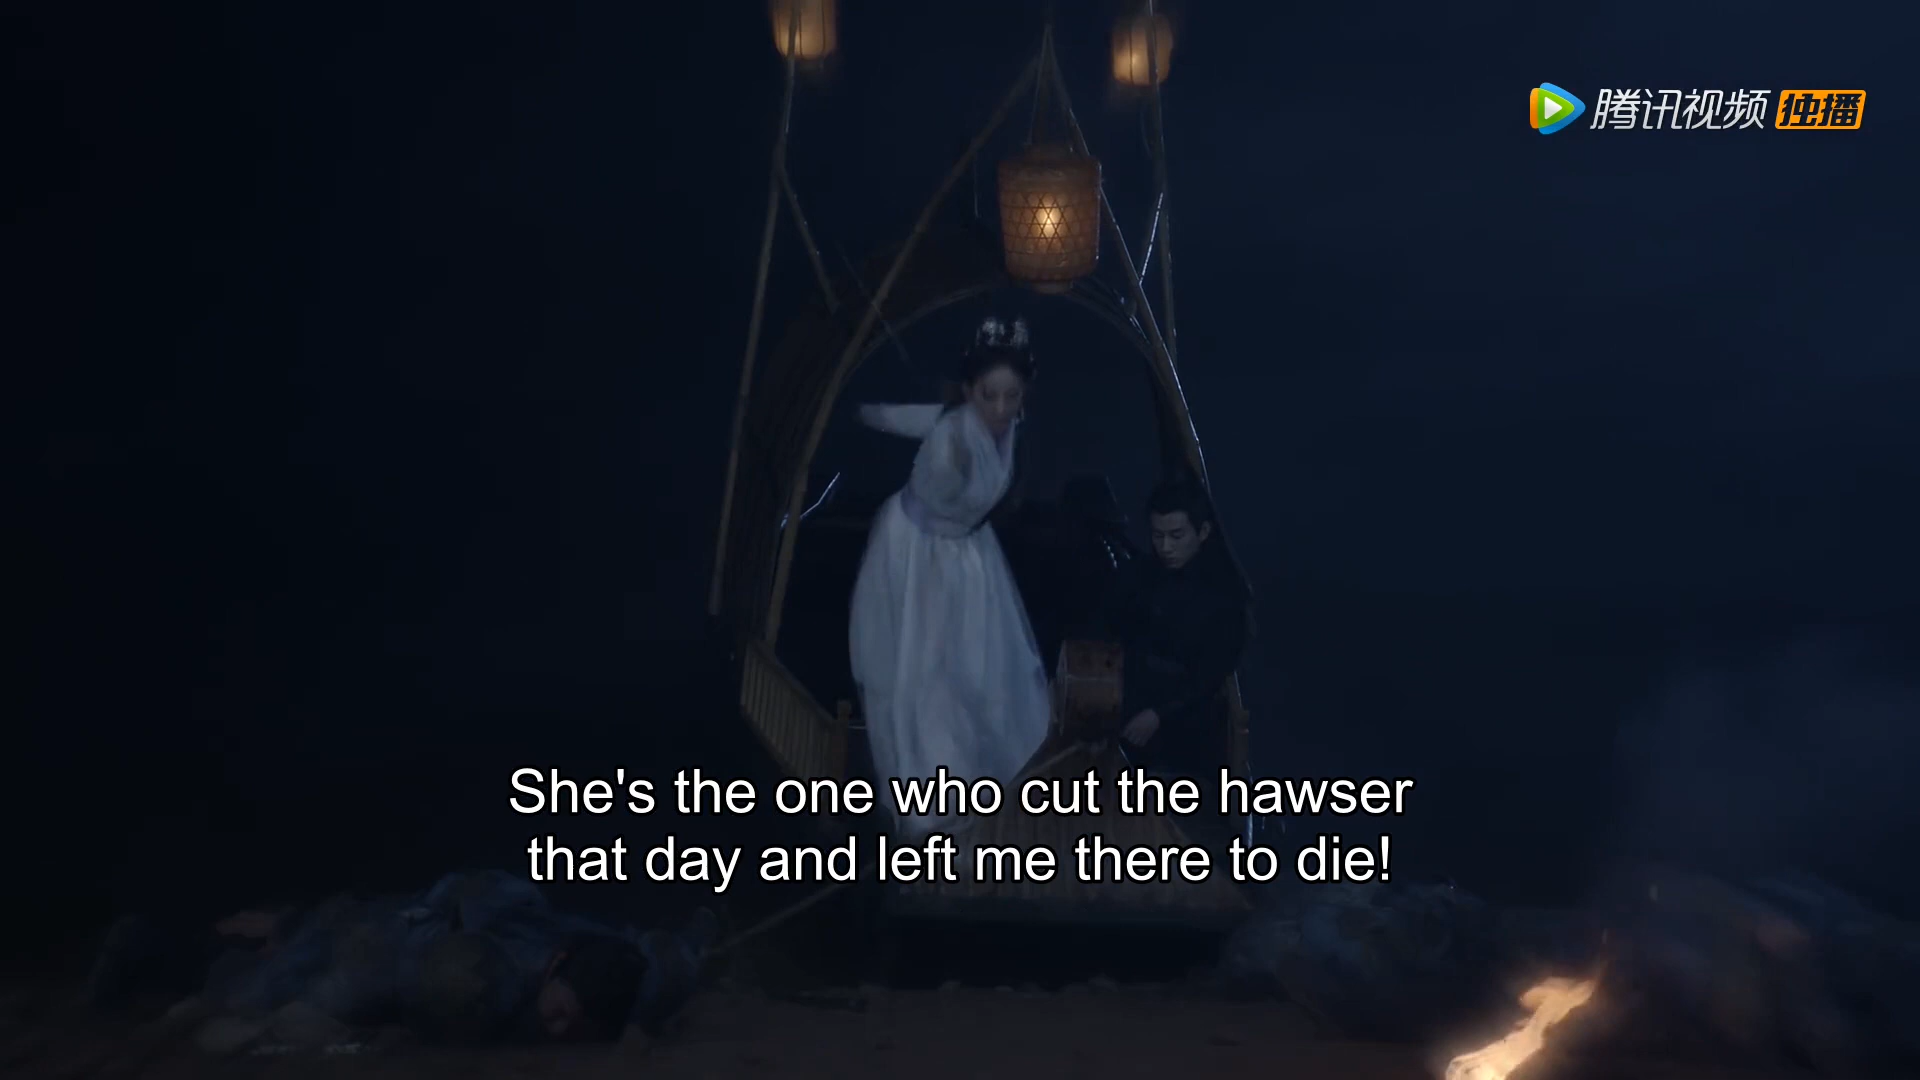 腾讯视频 独播
She's the one who cut the hawser
that day and left me there to die!